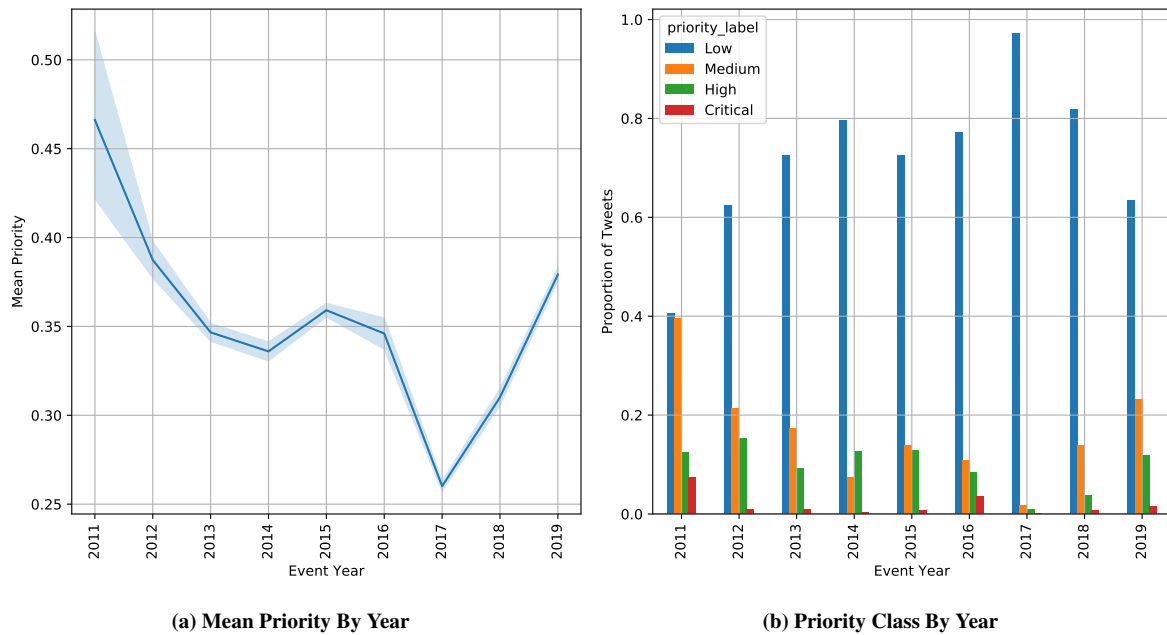 0.50
0.45
0.40
0.35
0.30
0.25
Mean Priority
2011
2012
2013
2014
2015
2016
2017
2018
2019
Event Year
(a) Mean Priority By Year
1.0
0.8
0.6
0.4
0.2
0.0
Proportion of Tweets
priority_label
Low
Medium
High
Critical
2011
2012
2013
2014
2015
2016
2017
2018
2019
Event Year
(b) Priority Class By Year